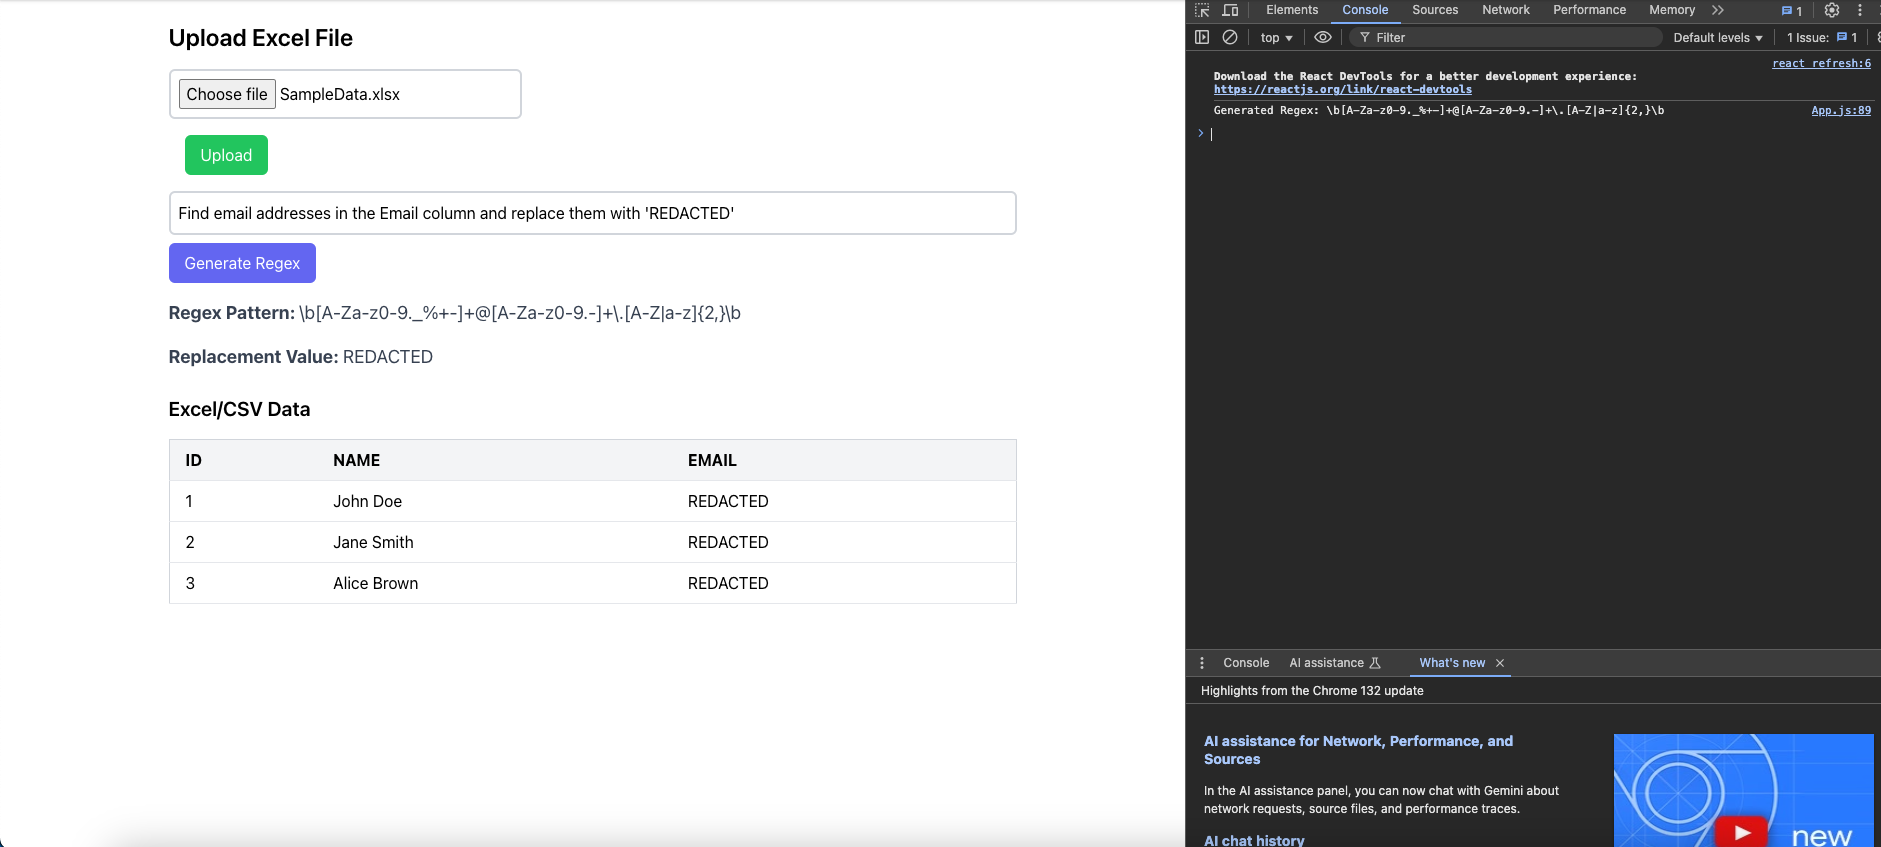 Upload Excel File
Choose file SampleData.xlsx
Upload
Find email addresses in the Email column and replace them with 'REDACTED'
Generate Regex
Regex Pattern: \b[A-Za-z0-9._%+-]+@[A-Za-z0-9.-]+\.[A-Z|a-z]{2,}\b
Replacement Value: REDACTED
Excel/CSV Data
ID NAME EMAIL
1 John Doe REDACTED
2 Jane Smith REDACTED
3 Alice Brown REDACTED
Elements Console Sources Network Performance Memory 1
top Filter Default levels 1 Issue: 1
react refresh:6
Download the React DevTools for a better development experience:
https://reactjs.org/link/react-devtools
Generated Regex: \b[A-Za-z0-9._%+-]+@[A-Za-z0-9.-]+\.[A-Z|a-z]{2,}\b App.js:89
Console AI assistance What's new
Highlights from the Chrome 132 update
AI assistance for Network, Performance, and
Sources
In the AI assistance panel, you can now chat with Gemini about
network requests, source files, and performance traces.
AI chat history
new